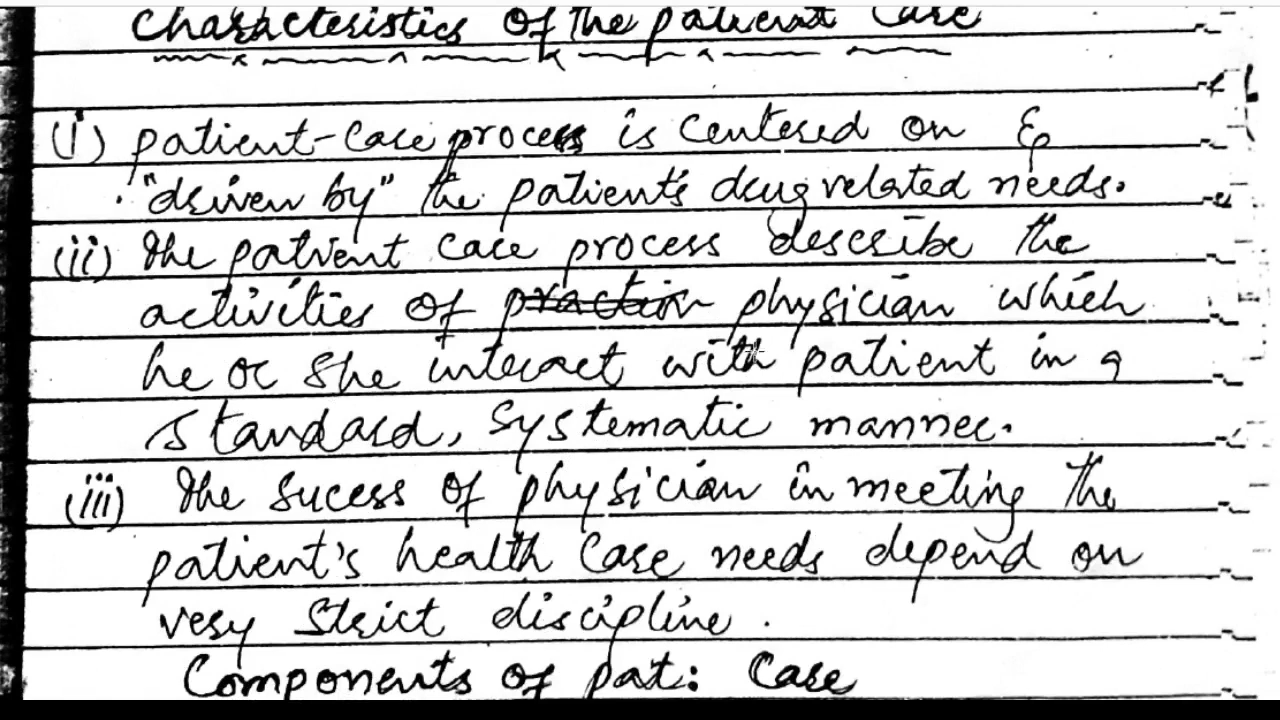 Characteristics of the patient care
(i) patient-care process is centered on &
"driven by" the patient's drug related needs.
(ii) The patient care process describe the
activities of practition physician which
he or she interact with patient in a
standard, systematic manner.
(iii) The sucess of physician in meeting the
patient's health care needs depend on
very strict discipline.
Components of pat: care